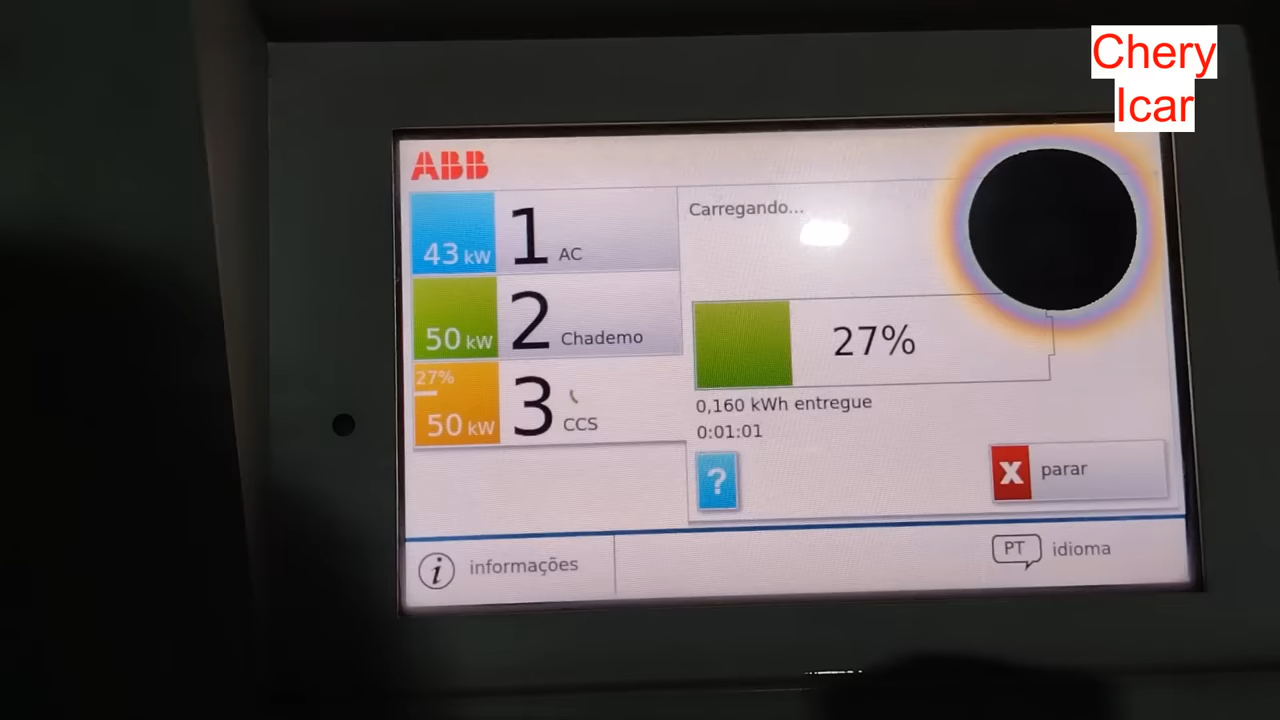 Chery
Icar
ABB
43 kW 1 AC
50 kW 2 Chademo
27%
50 kW 3 CCS
Carregando...
27%
0,160 kWh entregue
0:01:01
?
X parar
i informações
PT idioma